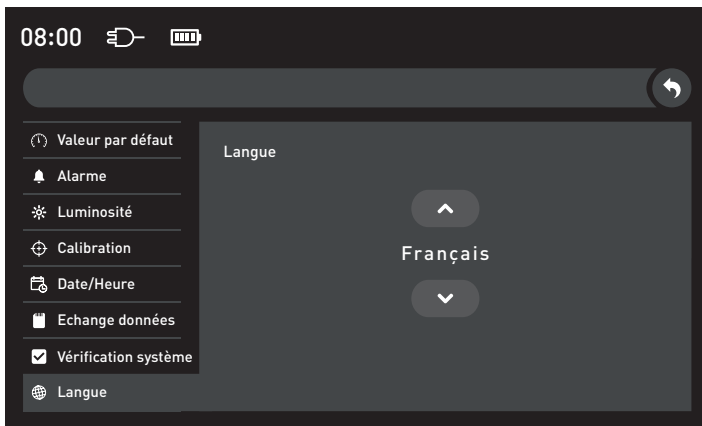 08:00
Valeur par défaut
Alarme
Luminosité
Calibration
Date/Heure
Echange données
Vérification système
Langue
Langue
Français